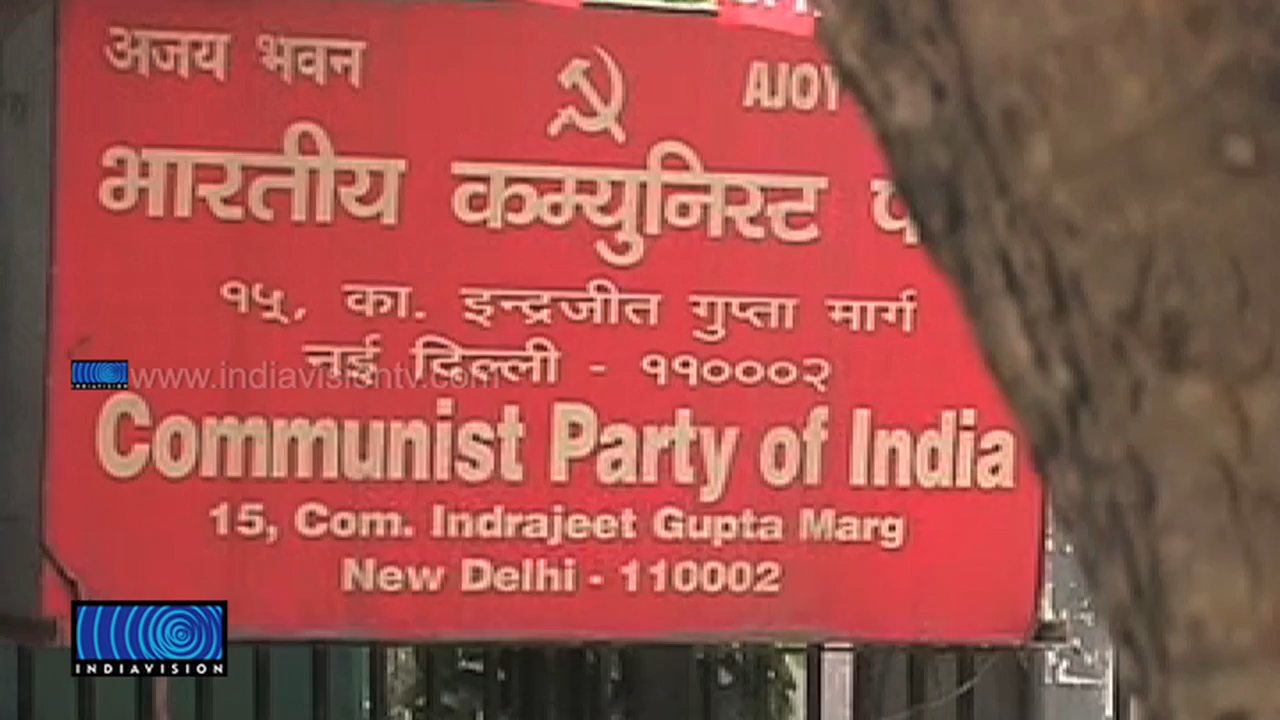 अजय भवन
AJOY
भारतीय कम्युनिस्ट
१५, का. इन्द्रजीत गुप्ता मार्ग
नई दिल्ली - ११०००२
www.indiavisiontv.com
Communist Party of India
15, Com. Indrajeet Gupta Marg
New Delhi - 110002
INDIAVISION
INDIAVISION